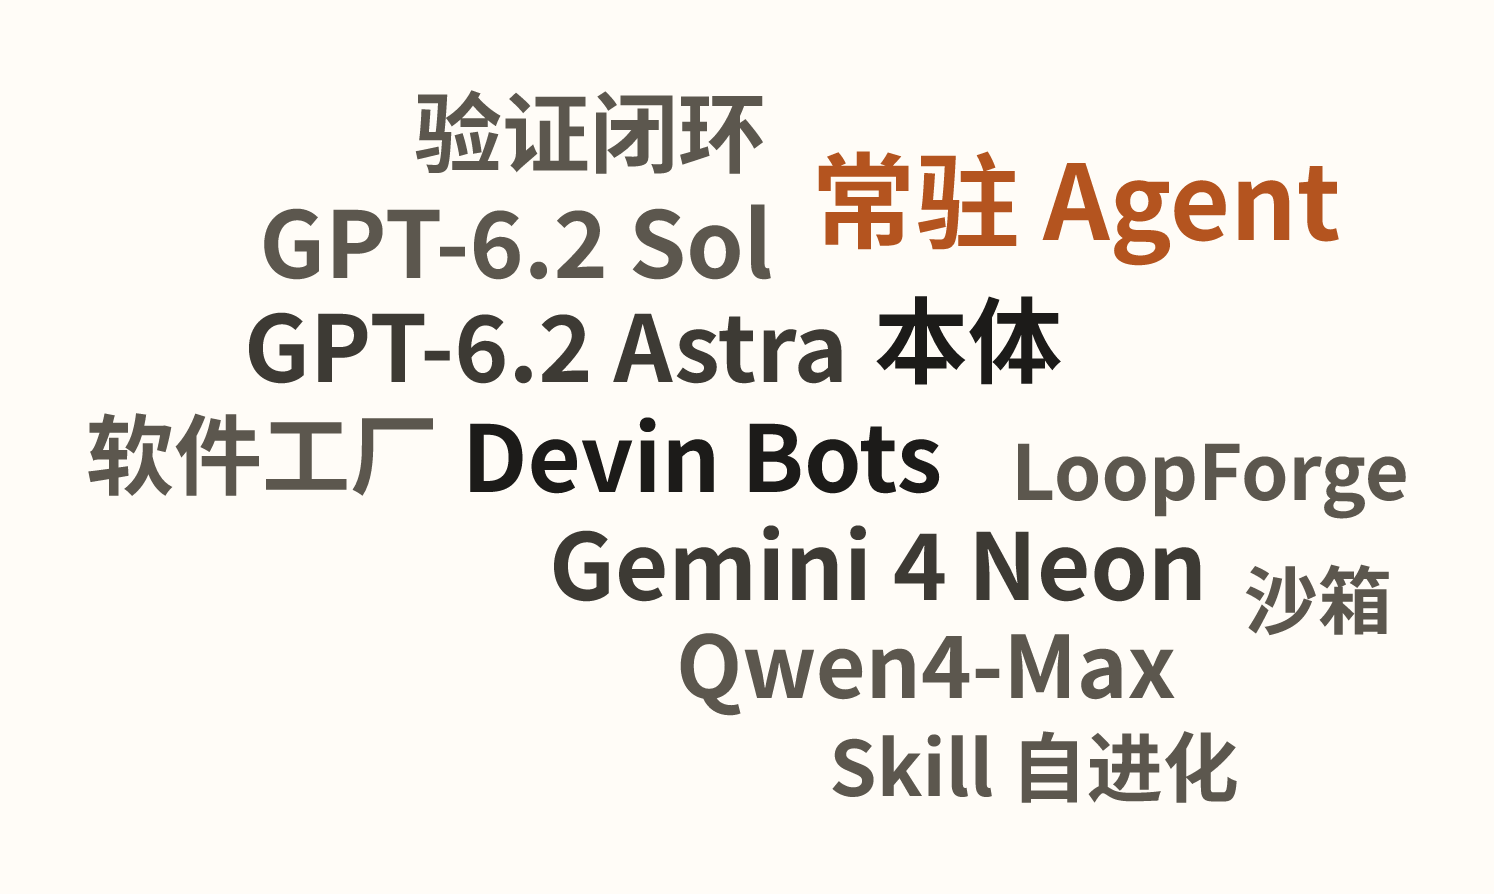 验证闭环
常驻 Agent
GPT-6.2 Sol
GPT-6.2 Astra
本体
软件工厂
Devin Bots
LoopForge
Gemini 4 Neon
沙箱
Qwen4-Max
Skill 自进化